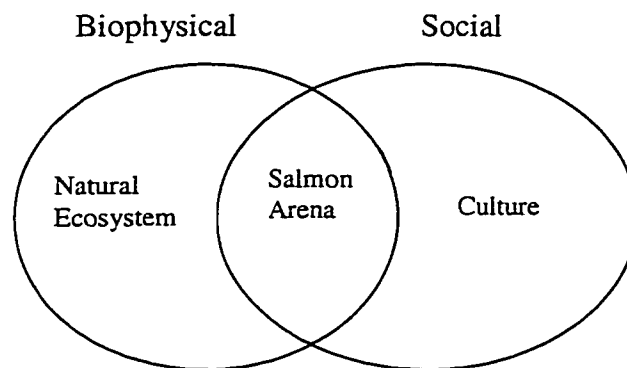 Biophysical Social
Natural
Ecosystem
Salmon
Arena
Culture